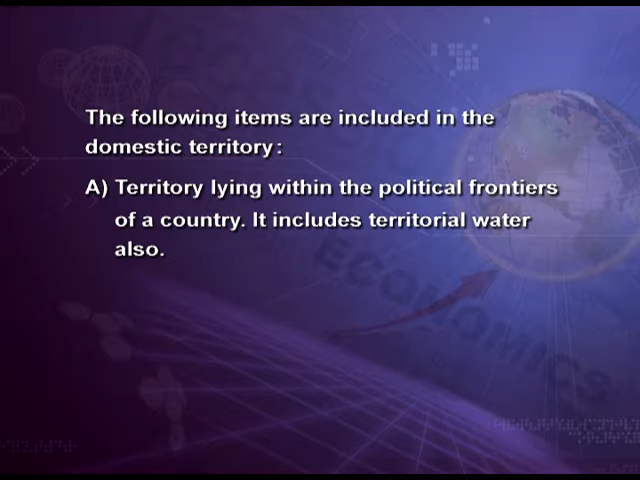 The following items are included in the
domestic territory:
A) Territory lying within the political frontiers
of a country. It includes territorial water
also.
ECONOMICS